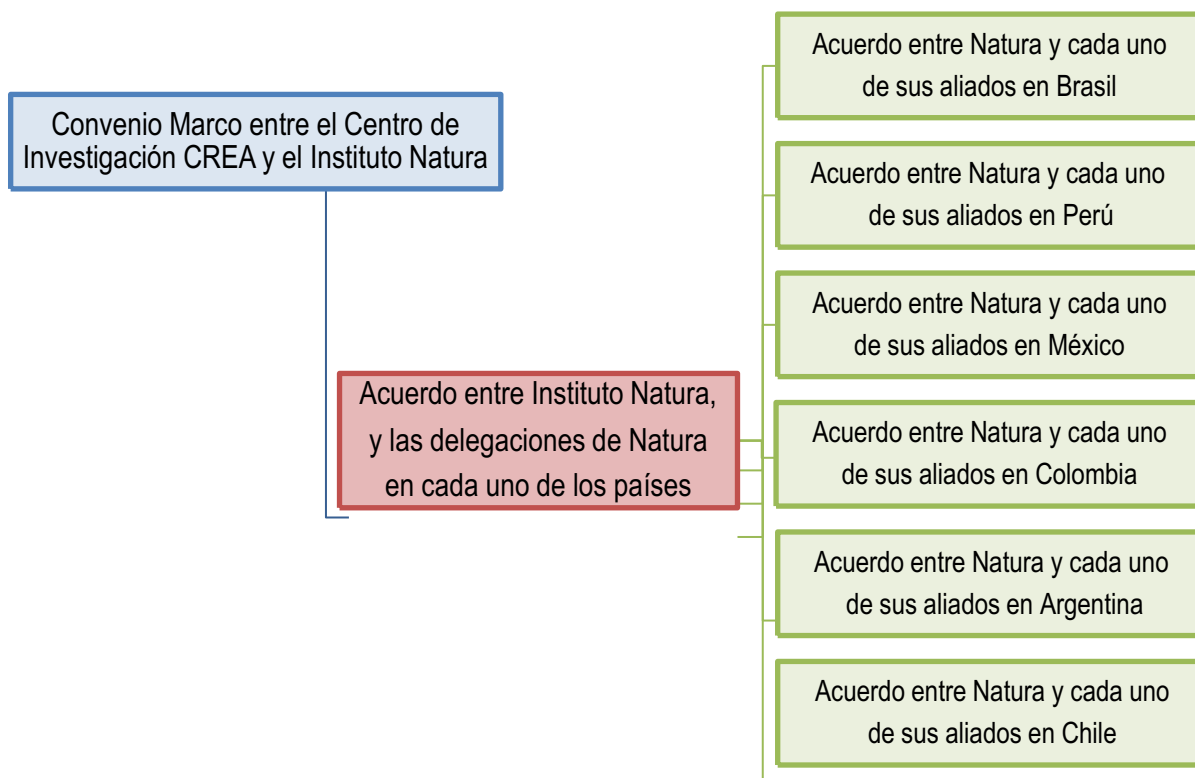 Convenio Marco entre el Centro de
Investigación CREA y el Instituto Natura
Acuerdo entre Instituto Natura,
y las delegaciones de Natura
en cada uno de los países
Acuerdo entre Natura y cada uno
de sus aliados en Brasil
Acuerdo entre Natura y cada uno
de sus aliados en Perú
Acuerdo entre Natura y cada uno
de sus aliados en México
Acuerdo entre Natura y cada uno
de sus aliados en Colombia
Acuerdo entre Natura y cada uno
de sus aliados en Argentina
Acuerdo entre Natura y cada uno
de sus aliados en Chile